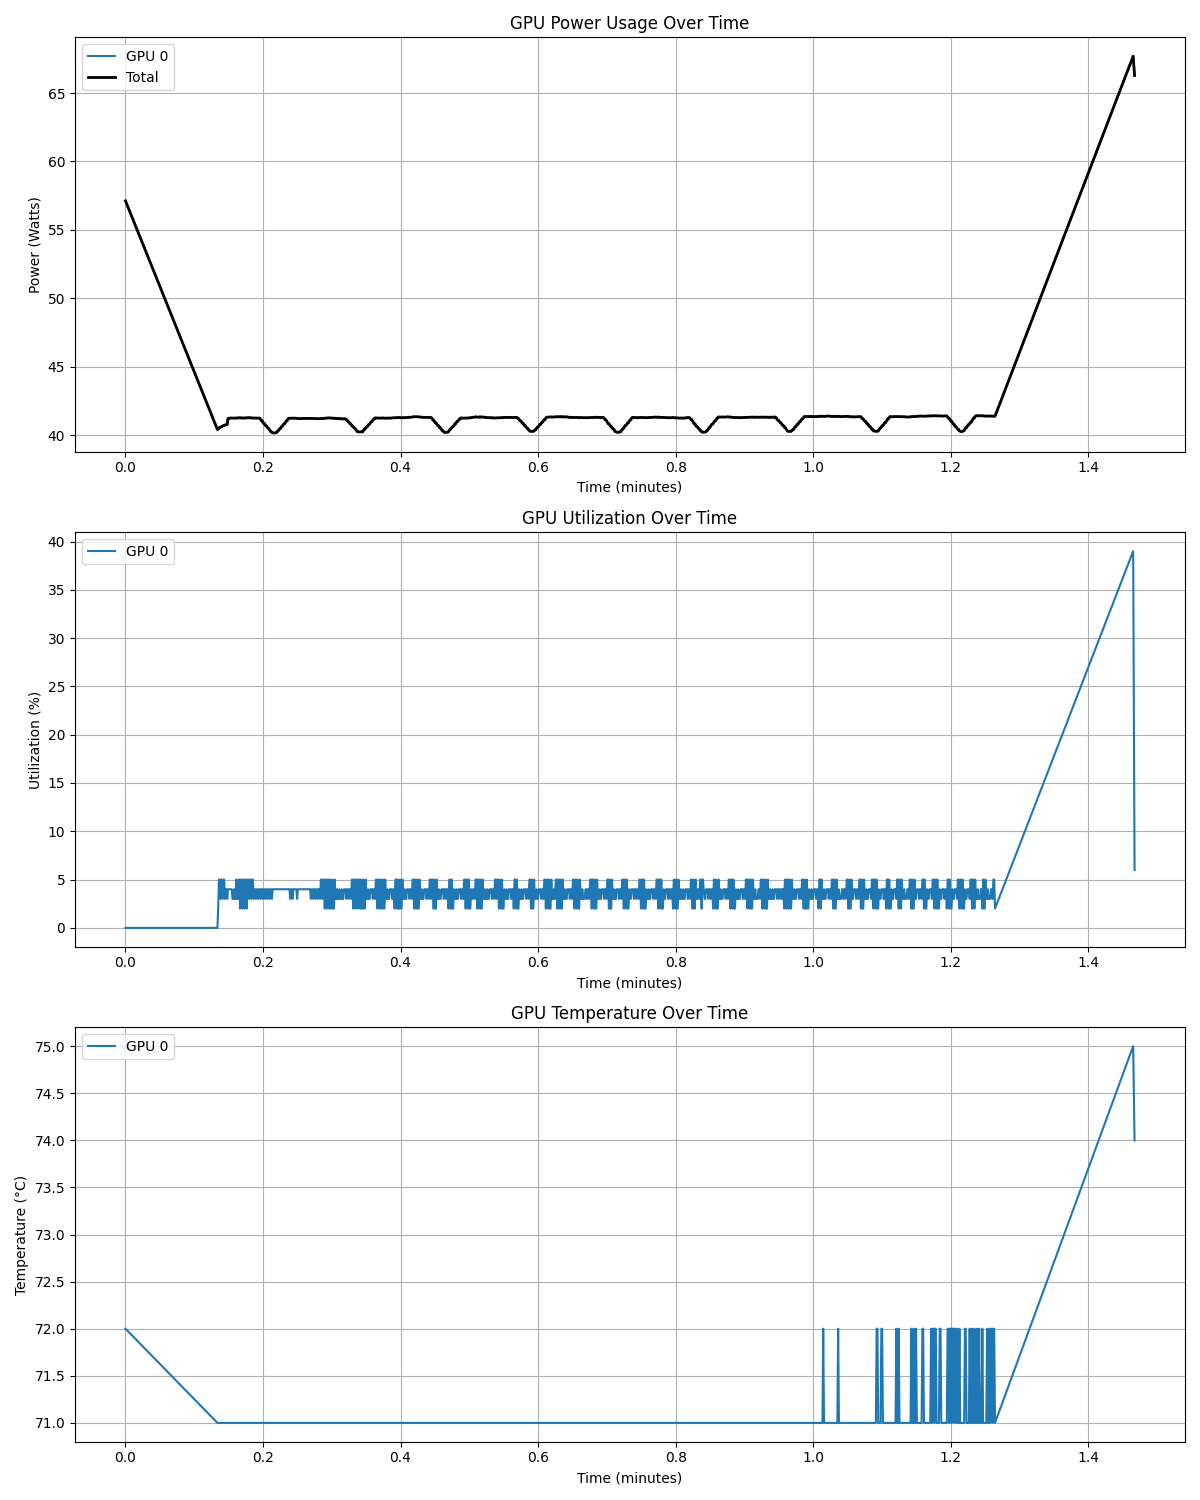 GPU Power Usage Over Time
GPU 0
Total
65
60
55
50
45
40
Power (Watts)
0.0 0.2 0.4 0.6 0.8 1.0 1.2 1.4
Time (minutes)
GPU Utilization Over Time
GPU 0
40
35
30
25
20
15
10
5
0
Utilization (%)
0.0 0.2 0.4 0.6 0.8 1.0 1.2 1.4
Time (minutes)
GPU Temperature Over Time
GPU 0
75.0
74.5
74.0
73.5
73.0
72.5
72.0
71.5
71.0
Temperature (°C)
0.0 0.2 0.4 0.6 0.8 1.0 1.2 1.4
Time (minutes)